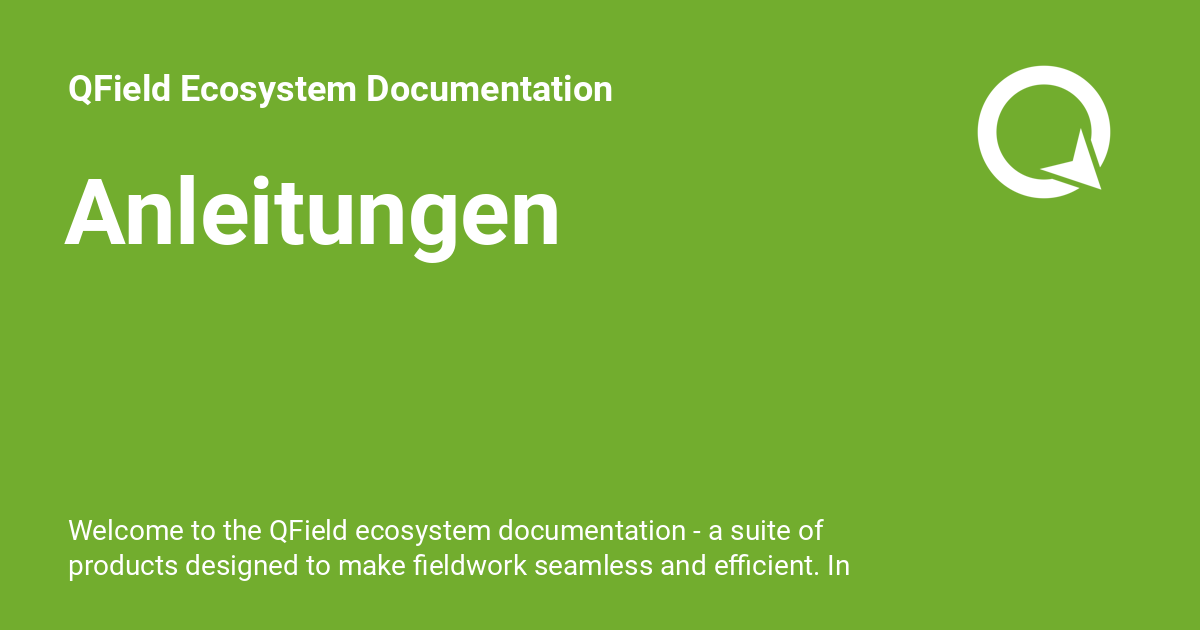 QField Ecosystem Documentation
Anleitungen
Welcome to the QField ecosystem documentation - a suite of
products designed to make fieldwork seamless and efficient. In